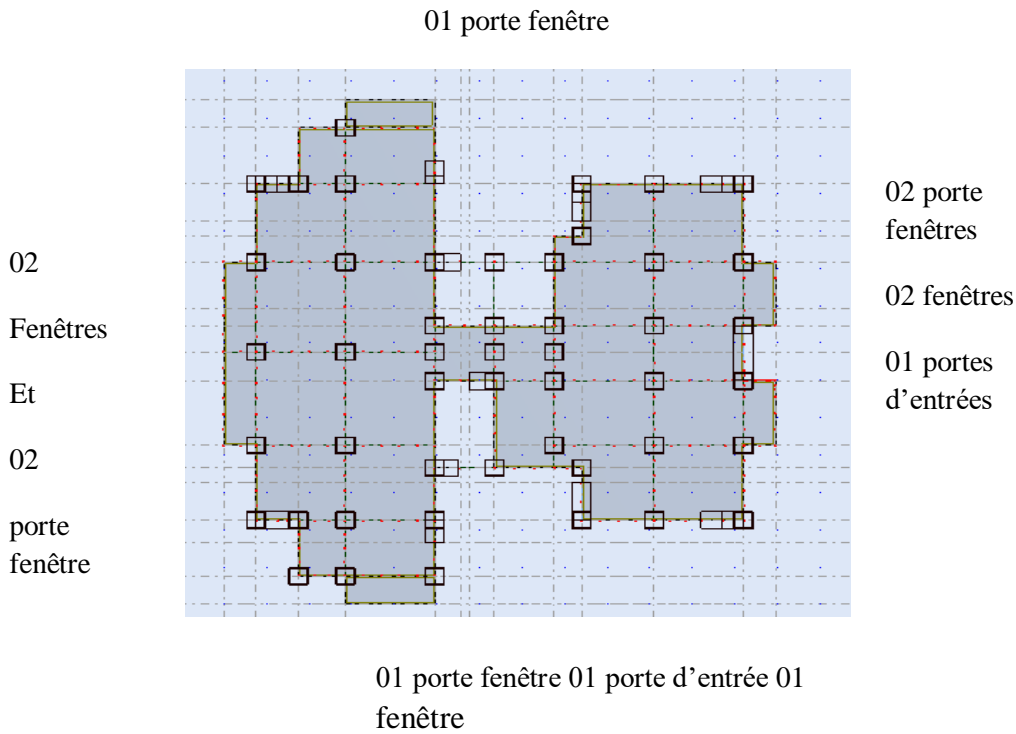 01 porte fenêtre
02
Fenêtres
Et
02
porte
fenêtre
02 porte
fenêtres
02 fenêtres
01 portes
d’entrées
01 porte fenêtre 01 porte d’entrée 01
fenêtre